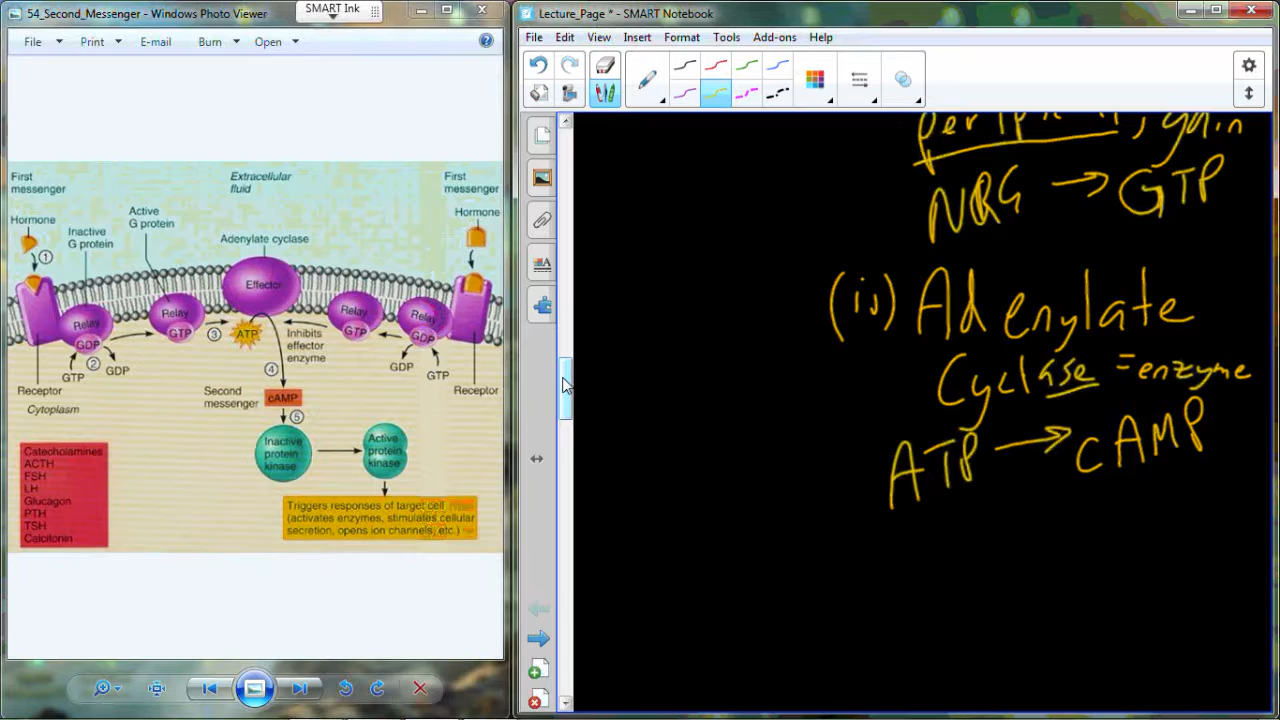 54_Second_Messenger - Windows Photo Viewer
SMART Ink
File
Print
E-mail
Burn
Open
First
messenger
Hormone
1
Inactive
G protein
Active
G protein
Extracellular
fluid
Adenylate cyclase
Effector
First
messenger
Hormone
Relay
GDP
2
GTP
GDP
Relay
GTP
3
ATP
Inhibits
effector
enzyme
Relay
GTP
Relay
GDP
GDP
GTP
Receptor
Cytoplasm
Receptor
4
Second
messenger
cAMP
5
Inactive
protein
kinase
Active
protein
kinase
Triggers responses of target cell
(activates enzymes, stimulates cellular
secretion, opens ion channels, etc.)
Catecholamines
ACTH
FSH
LH
Glucagon
PTH
TSH
Calcitonin
Lecture_Page * - SMART Notebook
File Edit View Insert Format Tools Add-ons Help
NRG → GTP
Adenylate
Cyclase = enzyme
ATP → cAMP